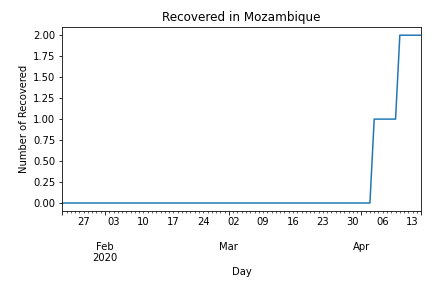 Recovered in Mozambique
Number of Recovered
2.00
1.75
1.50
1.25
1.00
0.75
0.50
0.25
0.00
27 03 10 17 24 02 09 16 23 30 06 13
Feb Mar Apr
2020
Day